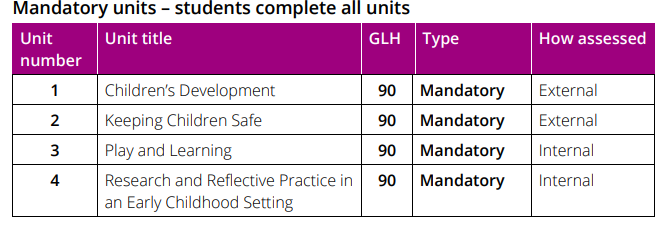 Mandatory units – students complete all units
Unit number Unit title GLH Type How assessed
1 Children’s Development 90 Mandatory External
2 Keeping Children Safe 90 Mandatory External
3 Play and Learning 90 Mandatory Internal
4 Research and Reflective Practice in 90 Mandatory Internal
an Early Childhood Setting